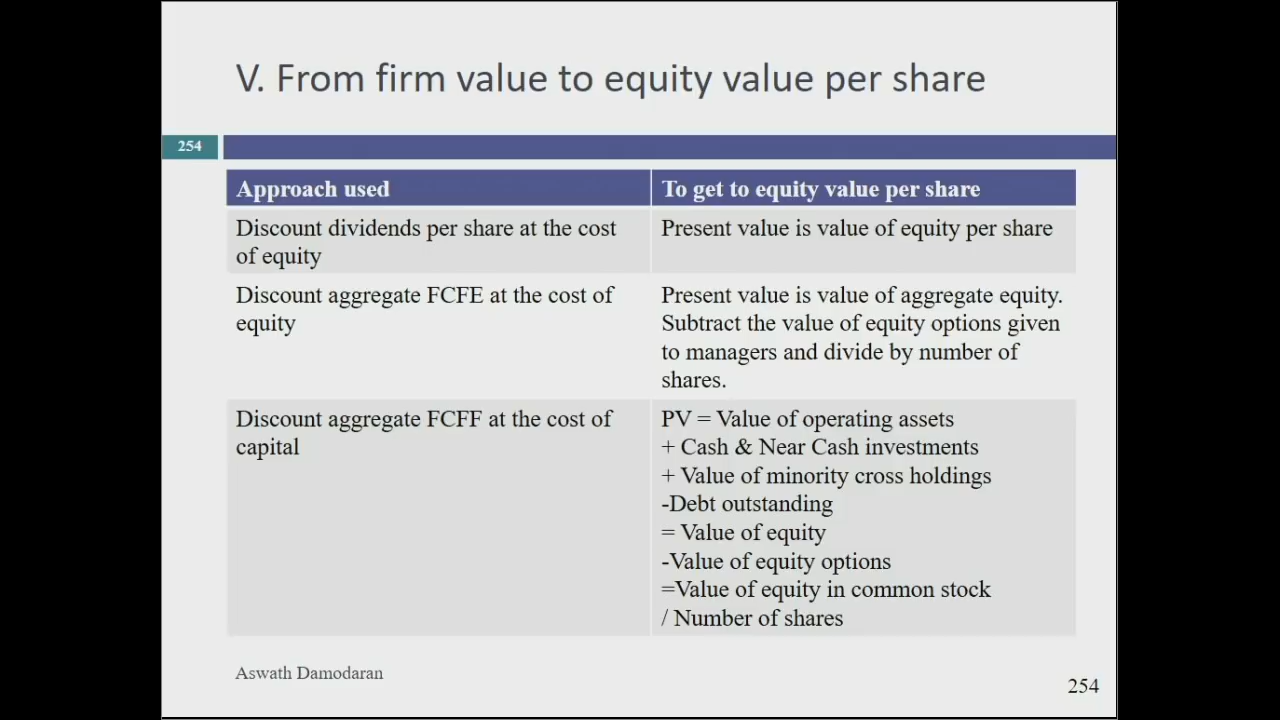 V. From firm value to equity value per share
254
Approach used
To get to equity value per share
Discount dividends per share at the cost
of equity
Present value is value of equity per share
Discount aggregate FCFE at the cost of
equity
Present value is value of aggregate equity.
Subtract the value of equity options given
to managers and divide by number of
shares.
Discount aggregate FCFF at the cost of
capital
PV = Value of operating assets
+ Cash & Near Cash investments
+ Value of minority cross holdings
-Debt outstanding
= Value of equity
-Value of equity options
=Value of equity in common stock
/ Number of shares
Aswath Damodaran
254